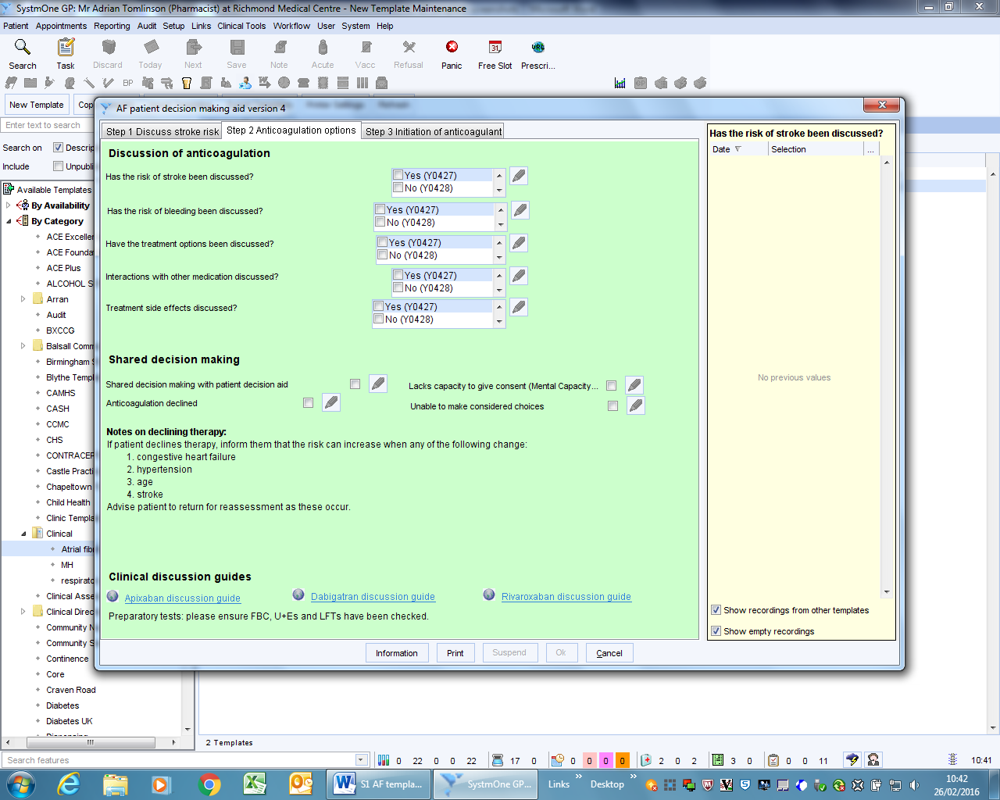 SystmOne GP: Mr Adrian Tomlinson (Pharmacist) at Richmond Medical Centre - New Template Maintenance
Patient Appointments Reporting Audit Setup Links Clinical Tools Workflow User System Help
Search Task Discard Today Next Save Note Acute Vacc Refusal Panic Free Slot Prescri...
BP
New Template Cop
AF patient decision making aid version 4
Enter text to search
Search on Descrip
Include Unpubli
Available Templates
By Availability
By Category
ACE Exceller
ACE Founda
ACE Plus
ALCOHOL S
Arran
Audit
BXCCG
Balsall Comm
Birmingham S
Blythe Templ
CAMHS
CASH
CCMC
CHS
CONTRACEP
Castle Practi
Chapeltown
Child Health
Clinic Templa
Clinical
Atrial fib
MH
respirato
Clinical Asse
Clinical Direc
Community N
Community S
Continence
Core
Craven Road
Diabetes
Diabetes UK
Dispensing
Step 1 Discuss stroke risk Step 2 Anticoagulation options Step 3 Initiation of anticoagulant
Discussion of anticoagulation
Has the risk of stroke been discussed? Yes (Y0427)
No (Y0428)
Has the risk of bleeding been discussed? Yes (Y0427)
No (Y0428)
Have the treatment options been discussed? Yes (Y0427)
No (Y0428)
Interactions with other medication discussed? Yes (Y0427)
No (Y0428)
Treatment side effects discussed? Yes (Y0427)
No (Y0428)
Shared decision making
Shared decision making with patient decision aid Lacks capacity to give consent (Mental Capacity...
Anticoagulation declined Unable to make considered choices
Notes on declining therapy:
If patient declines therapy, inform them that the risk can increase when any of the following change:
1. congestive heart failure
2. hypertension
3. age
4. stroke
Advise patient to return for reassessment as these occur.
Clinical discussion guides
Apixaban discussion guide Dabigatran discussion guide Rivaroxaban discussion guide
Preparatory tests: please ensure FBC, U+Es and LFTs have been checked.
Has the risk of stroke been discussed?
Date Selection ...
No previous values
Show recordings from other templates
Show empty recordings
Information Print Suspend Ok Cancel
2 Templates
Search features 0 22 0 0 22 17 0 0 0 0 0 2 0 2 3 0 0 0 11 10:41
S1 AF templa... SystmOne GP... Links » Desktop »
10:42
26/02/2016